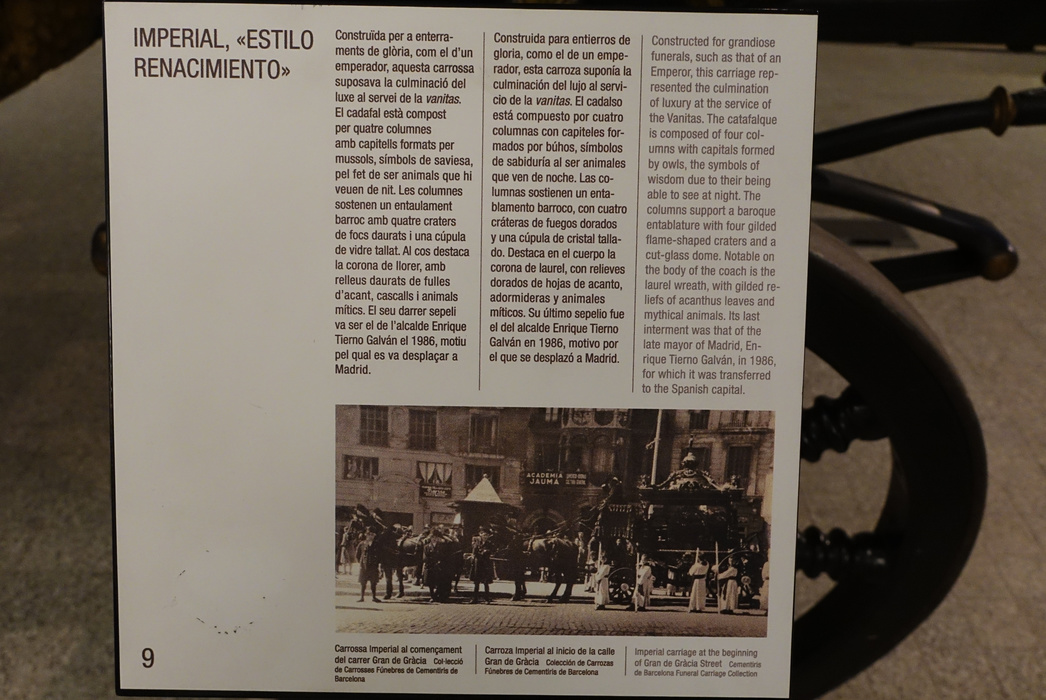 IMPERIAL, «ESTILO
RENACIMIENTO»
Construïda per a enterra-
ments de glòria, com el d'un
emperador, aquesta carrossa
suposava la culminació del
luxe al servei de la vanitas.
El cadafal està compost
per quatre columnes
amb capitells formats per
mussols, símbols de saviesa,
pel fet de ser animals que hi
veuen de nit. Les columnes
sostenen un entaulament
barroc amb quatre craters
de focs daurats i una cúpula
de vidre tallat. Al cos destaca
la corona de llorer, amb
relleus daurats de fulles
d'acant, cascalls i animals
mítics. El seu darrer sepeli
va ser el de l'alcalde Enrique
Tierno Galván el 1986, motiu
pel qual es va desplaçar a
Madrid.
Construida para entierros de
gloria, como el de un empe-
rador, esta carroza suponía la
culminación del lujo al servi-
cio de la vanitas. El cadalso
está compuesto por cuatro
columnas con capiteles for-
mados por búhos, símbolos
de sabiduría al ser animales
que ven de noche. Las co-
lumnas sostienen un enta-
blamento barroco, con cuatro
cráteras de fuegos dorados
y una cúpula de cristal talla-
do. Destaca en el cuerpo la
corona de laurel, con relieves
dorados de hojas de acanto,
adormideras y animales
míticos. Su último sepelio fue
el del alcalde Enrique Tierno
Galván en 1986, motivo por
el que se desplazó a Madrid.
Constructed for grandiose
funerals, such as that of an
Emperor, this carriage rep-
resented the culmination
of luxury at the service of
the Vanitas. The catafalque
is composed of four col-
umns with capitals formed
by owls, the symbols of
wisdom due to their being
able to see at night. The
columns support a baroque
entablature with four gilded
flame-shaped craters and a
cut-glass dome. Notable on
the body of the coach is the
laurel wreath, with gilded re-
liefs of acanthus leaves and
mythical animals. Its last
interment was that of the
late mayor of Madrid, En-
rique Tierno Galván, in 1986,
for which it was transferred
to the Spanish capital.
ACADEMIA
JAUMA
9
Carrossa Imperial al començament
del carrer Gran de Gràcia Col·lecció
de Carrosses Fúnebres de Cementiris de
Barcelona
Carroza Imperial al inicio de la calle
Gran de Gràcia Colección de Carrozas
Fúnebres de Cementiris de Barcelona
Imperial carriage at the beginning
of Gran de Gràcia Street Cementiris
de Barcelona Funeral Carriage Collection